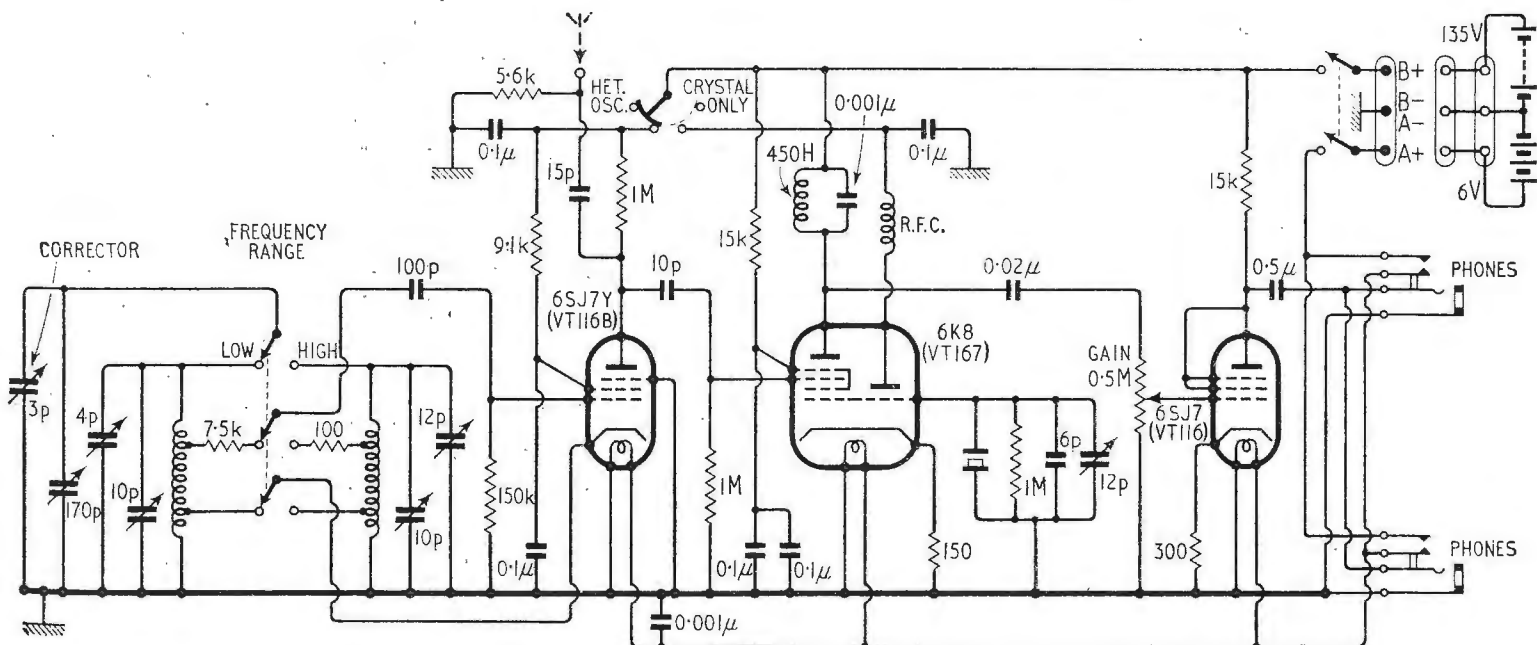 135V
5·6k
HET.
OSC.
CRYSTAL
ONLY
0·001µ
B+
B-
A-
A+
0·1µ
450H
0·1µ
6V
15p
1M
15k
R.F.C.
15k
FREQUENCY
RANGE
9·1k
CORRECTOR
100p
10p
0·02µ
0·5µ
PHONES
6SJ7Y
(VT116B)
6K8
(VT167)
LOW
HIGH
GAIN
0·5M
3p
4p
7·5k
100
12p
6SJ7
(VT116)
170p
10p
10p
150k
1M
1M
6p
12p
0·1µ
0·1µ
0·1µ
150
300
PHONES
0·001µ